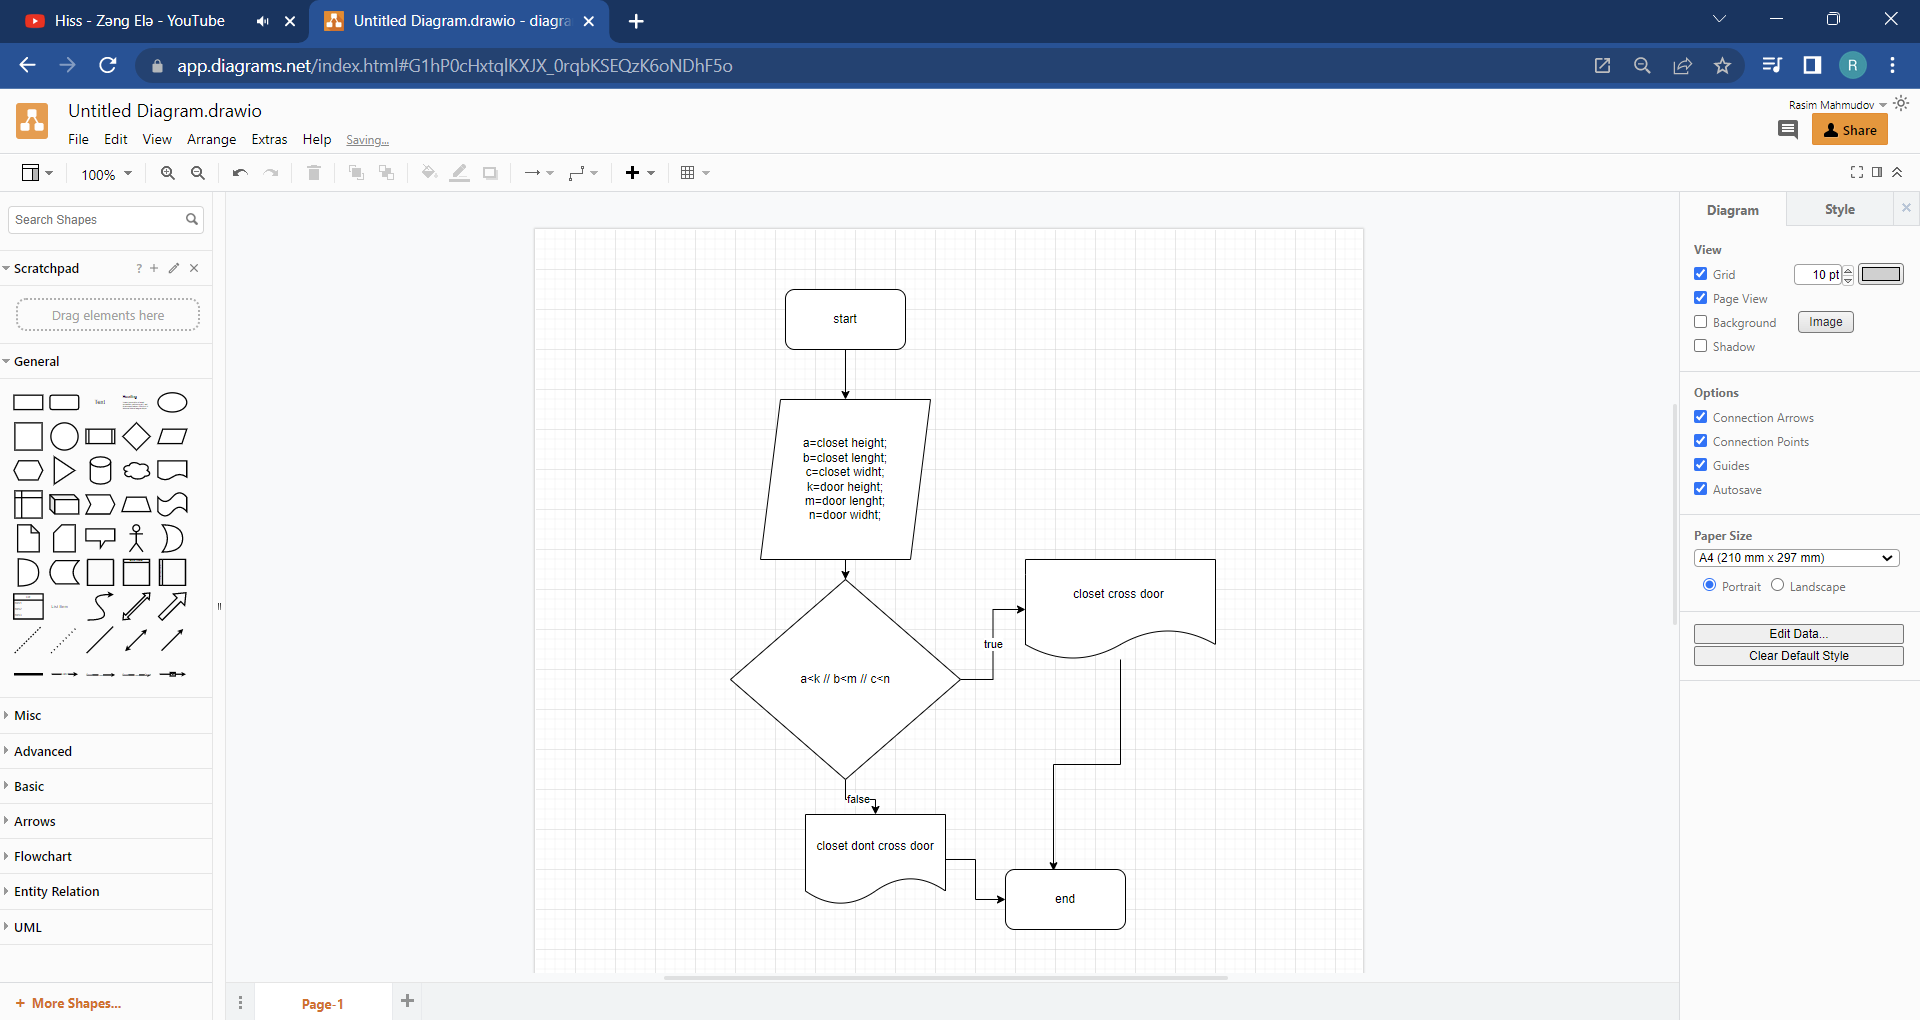 Hiss - Zəng Elə - YouTube
Untitled Diagram.drawio - diagra
app.diagrams.net/index.html#G1hP0cHxtqlKXJX_0rqbKSEQzK6oNDhF5o
R
Untitled Diagram.drawio
Rasim Mahmudov
File Edit View Arrange Extras Help Saving...
Share
100%
Search Shapes
Scratchpad
?
Drag elements here
General
Text
Heading
List Item
Misc
Advanced
Basic
Arrows
Flowchart
Entity Relation
UML
+ More Shapes...
start
a=closet height;
b=closet lenght;
c=closet widht;
k=door height;
m=door lenght;
n=door widht;
a<k // b<m // c<n
true
closet cross door
false
closet dont cross door
end
Page-1
Diagram
Style
View
Grid
10 pt
Page View
Background
Image
Shadow
Options
Connection Arrows
Connection Points
Guides
Autosave
Paper Size
A4 (210 mm x 297 mm)
Portrait
Landscape
Edit Data...
Clear Default Style